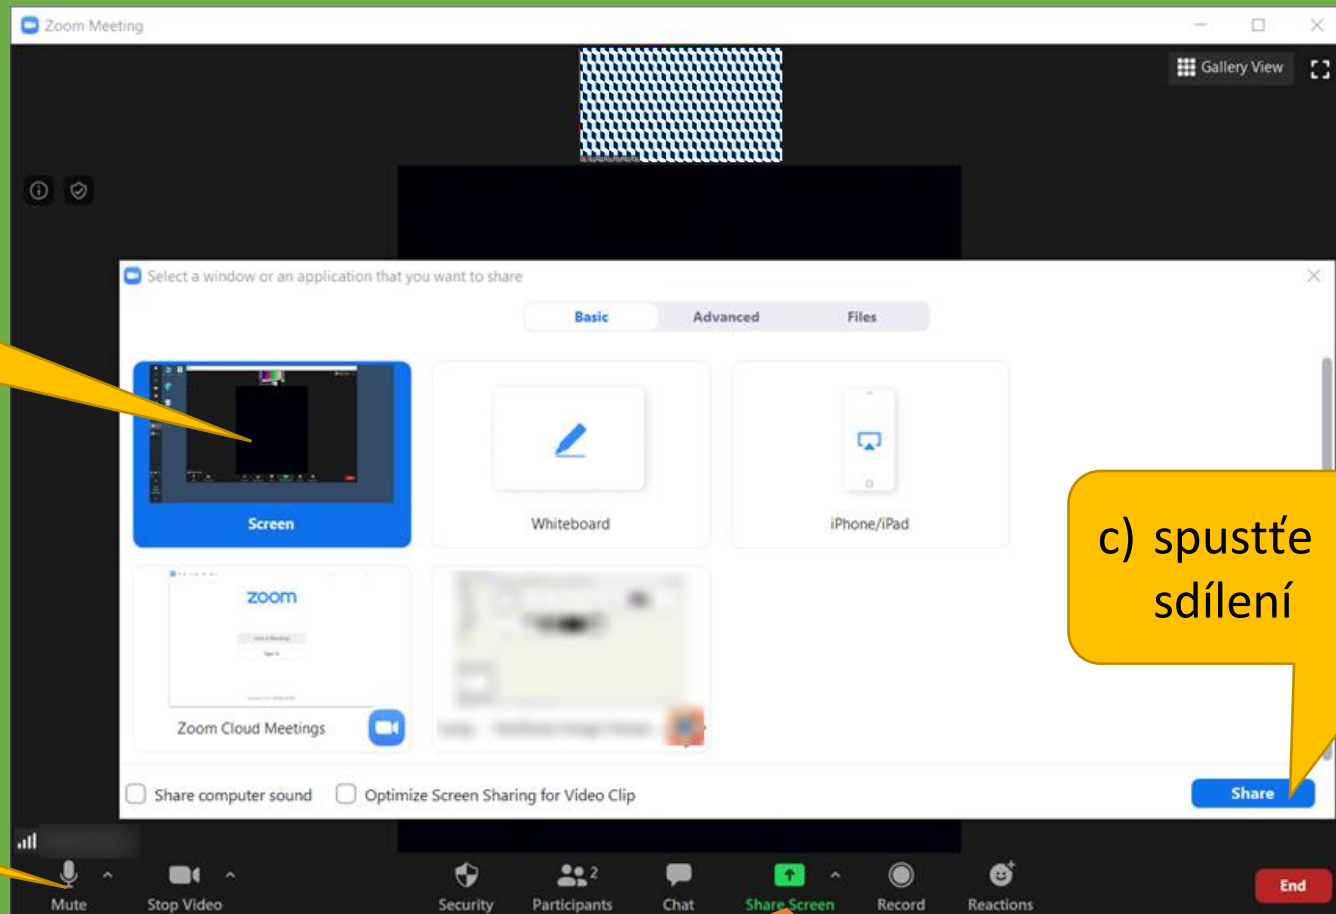 Zoom Meeting
Gallery View
Select a window or an application that you want to share
Basic Advanced Files
Screen Whiteboard iPhone/iPad
c) spustťe
sdílení
zoom
Zoom Cloud Meetings
Share computer sound Optimize Screen Sharing for Video Clip
Share
2
Mute Stop Video Security Participants Chat Share Screen Record Reactions End